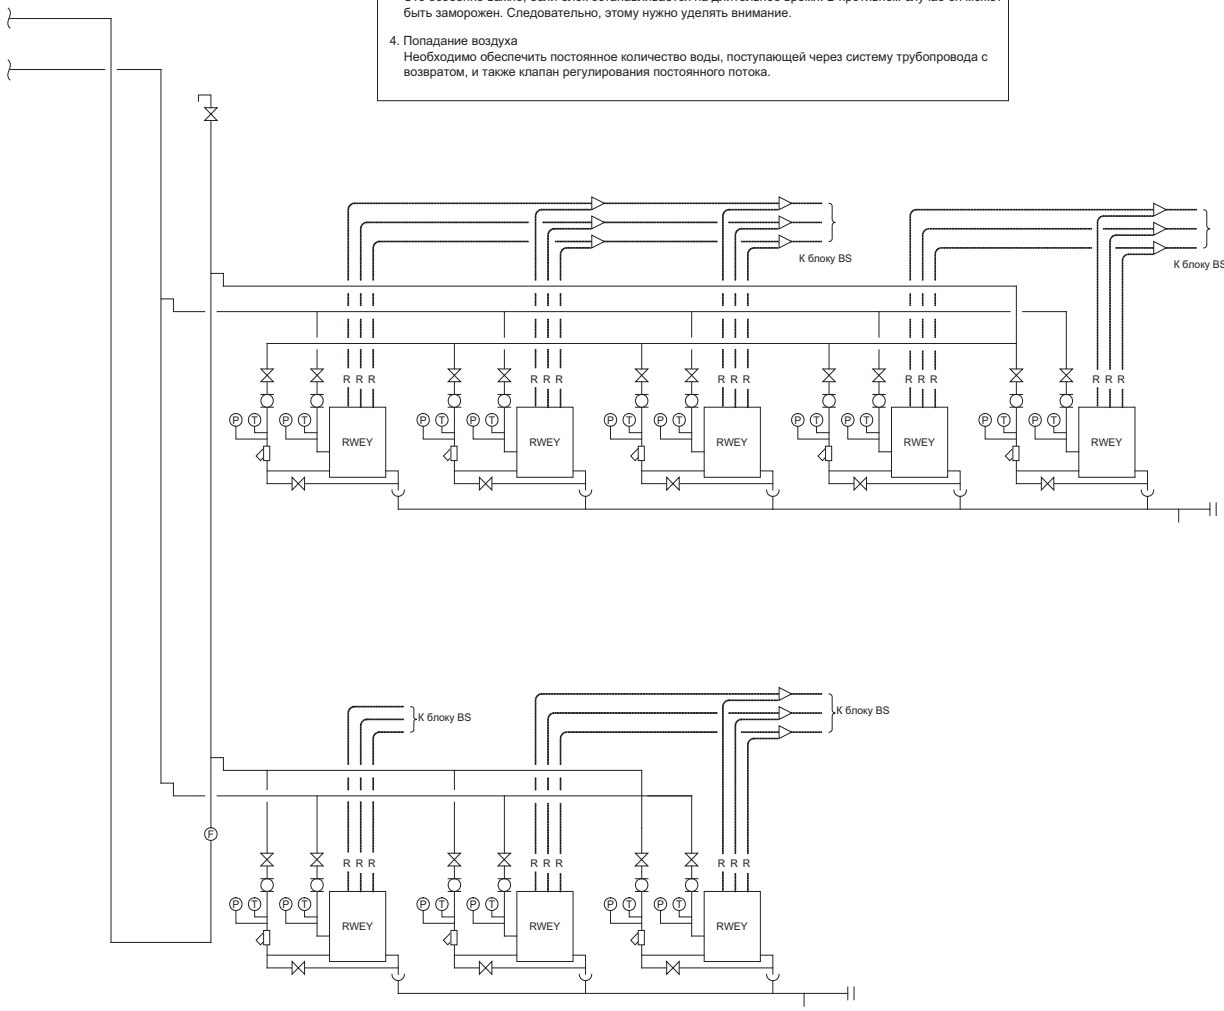 быть заморожен. Следовательно, этому нужно уделять внимание.
4. Попадание воздуха
Необходимо обеспечить постоянное количество воды, поступающей через систему трубопровода с
возвратом, и также клапан регулирования постоянного потока.
К блоку BS
К блоку BS
R R R R R R R R R R R R R R R
P T P T P T P T P T P T P T P T P T P T
RWEY RWEY RWEY RWEY RWEY
К блоку BS К блоку BS
F
R R R R R R R R R
P T P T P T P T P T P T
RWEY RWEY RWEY